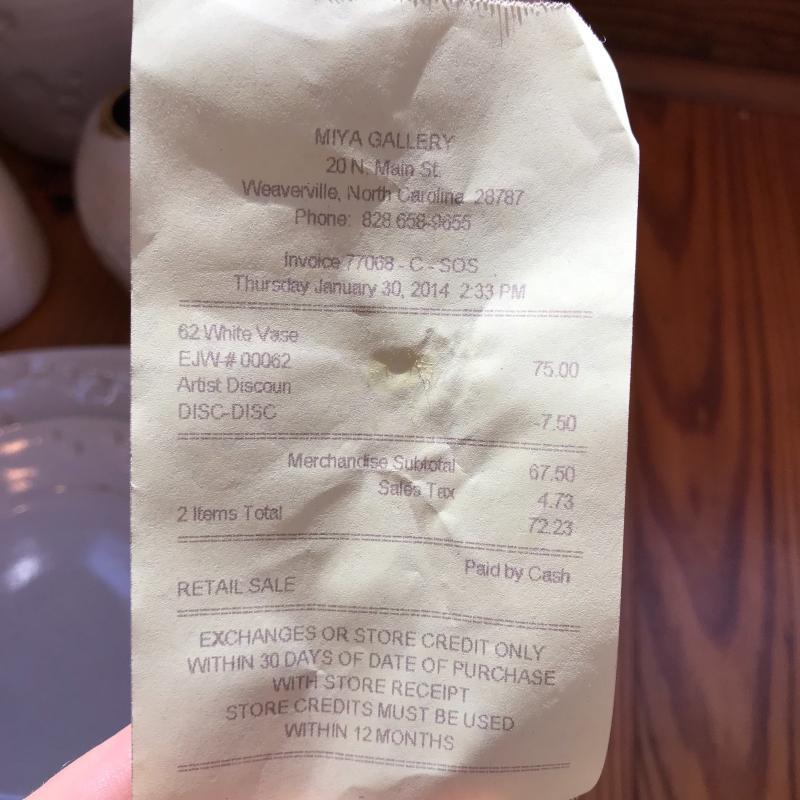 MIYA GALLERY
20 N. Main St.
Weaverville, North Carolina 28787
Phone: 828 658-9655
Invoice 77068 - C - SOS
Thursday January 30, 2014 2:33 PM
62 White Vase
EJW-# 00062 75.00
Artist Discoun
DISC-DISC -7.50
Merchandise Subtotal 67.50
Sales Tax 4.73
2 Items Total 72.23
Paid by Cash
RETAIL SALE
EXCHANGES OR STORE CREDIT ONLY
WITHIN 30 DAYS OF DATE OF PURCHASE
WITH STORE RECEIPT
STORE CREDITS MUST BE USED
WITHIN 12 MONTHS